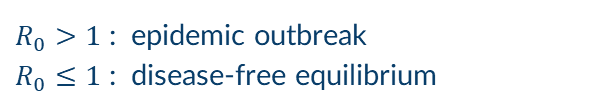 R₀ > 1 : epidemic outbreak
R₀ ≤ 1 : disease-free equilibrium